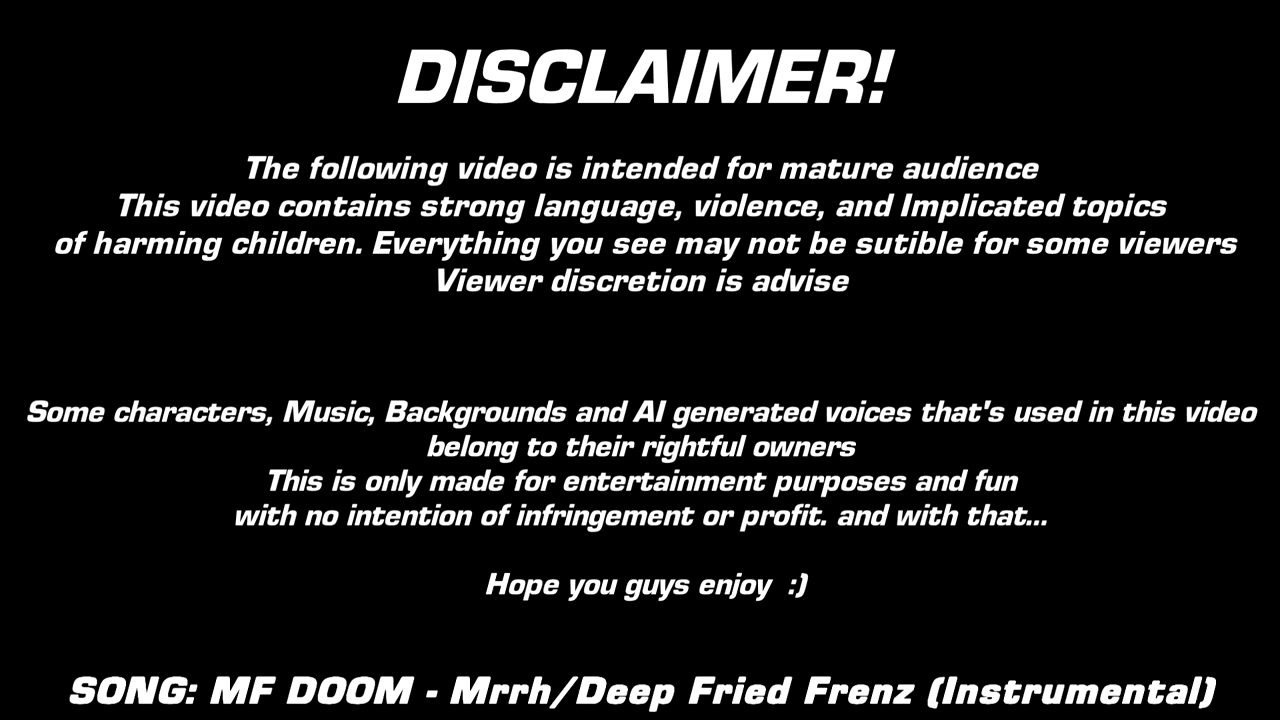 DISCLAIMER!
The following video is intended for mature audience
This video contains strong language, violence, and Implicated topics
of harming children. Everything you see may not be sutible for some viewers
Viewer discretion is advise
Some characters, Music, Backgrounds and AI generated voices that's used in this video
belong to their rightful owners
This is only made for entertainment purposes and fun
with no intention of infringement or profit. and with that...
Hope you guys enjoy :)
SONG: MF DOOM - Mrrh/Deep Fried Frenz (Instrumental)